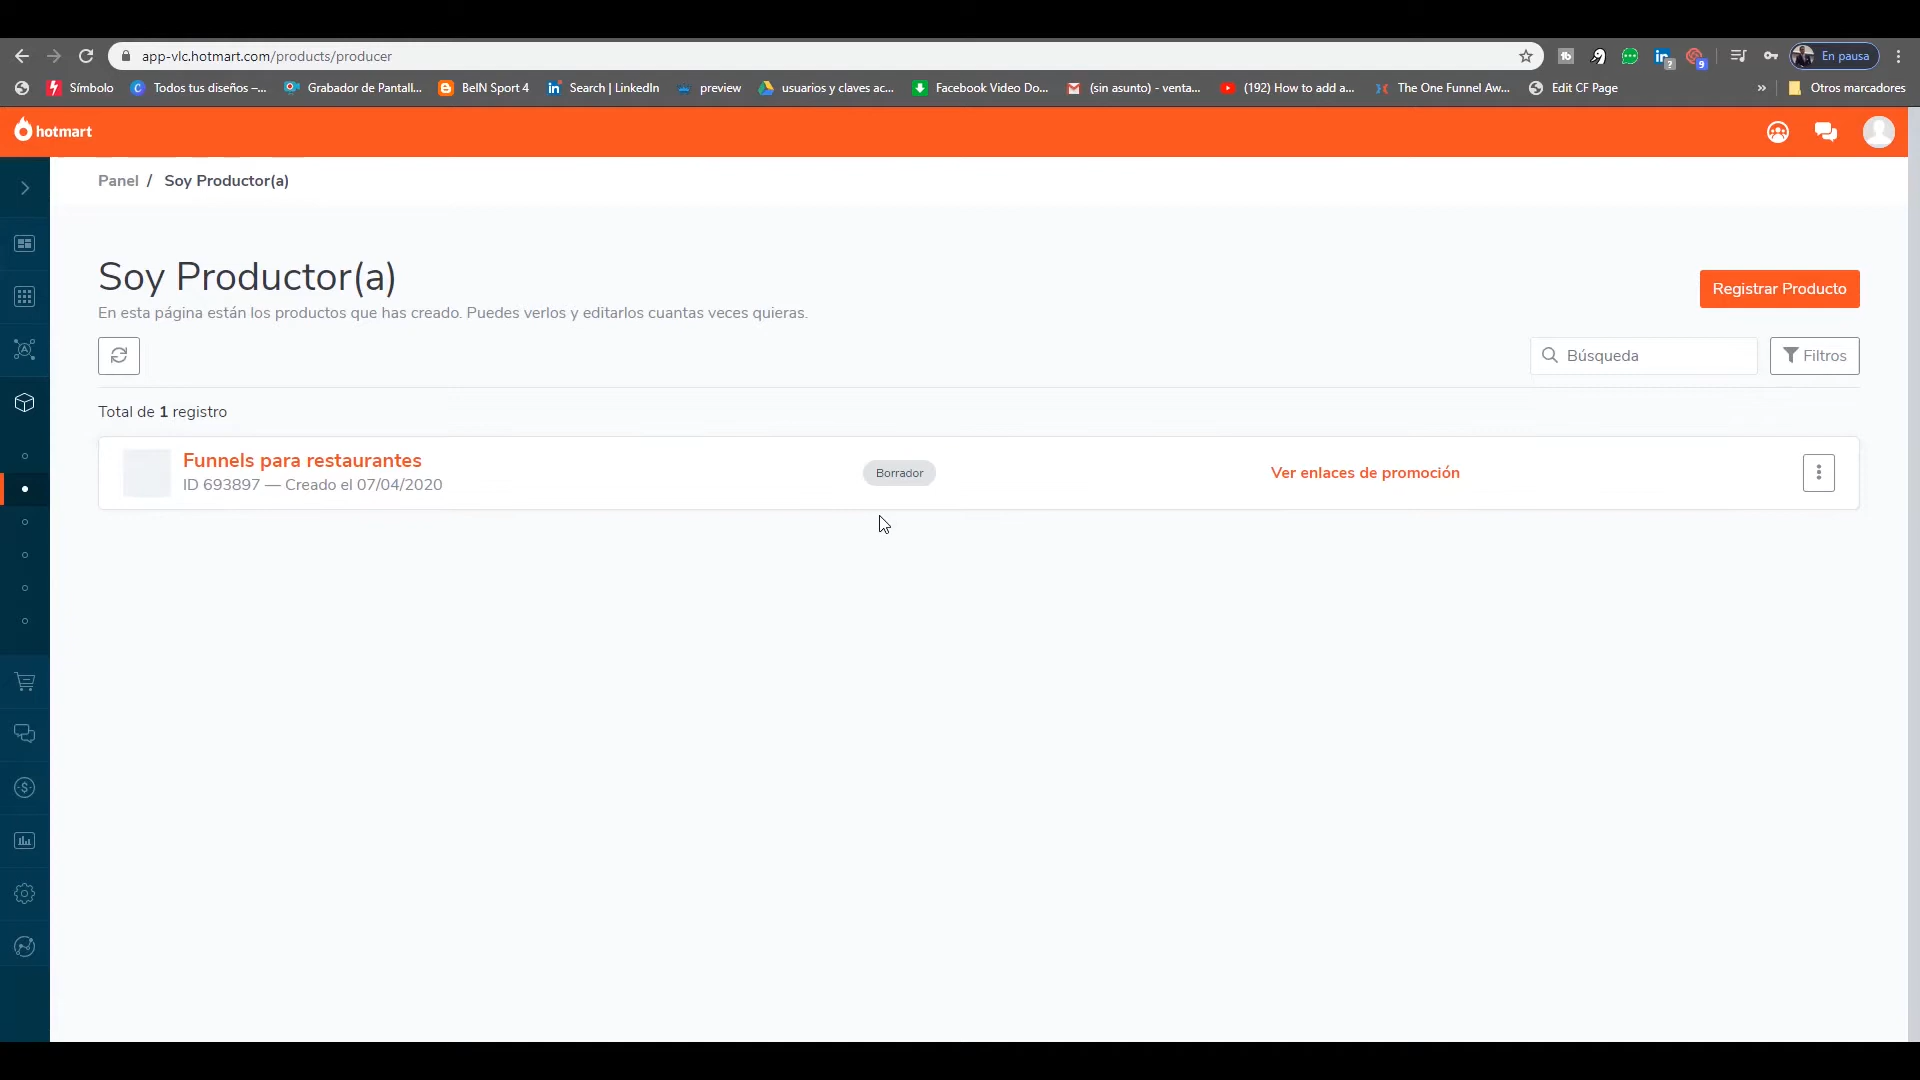 app-vlc.hotmart.com/products/producer
En pausa
Símbolo
Todos tus diseños –...
Grabador de Pantall...
BeIN Sport 4
Search | LinkedIn
preview
usuarios y claves ac...
Facebook Video Do...
(sin asunto) - venta...
(192) How to add a...
The One Funnel Aw...
Edit CF Page
»
Otros marcadores
hotmart
Panel / Soy Productor(a)
Soy Productor(a)
Registrar Producto
En esta página están los productos que has creado. Puedes verlos y editarlos cuantas veces quieras.
Búsqueda
Filtros
Total de 1 registro
Funnels para restaurantes
ID 693897 — Creado el 07/04/2020
Borrador
Ver enlaces de promoción